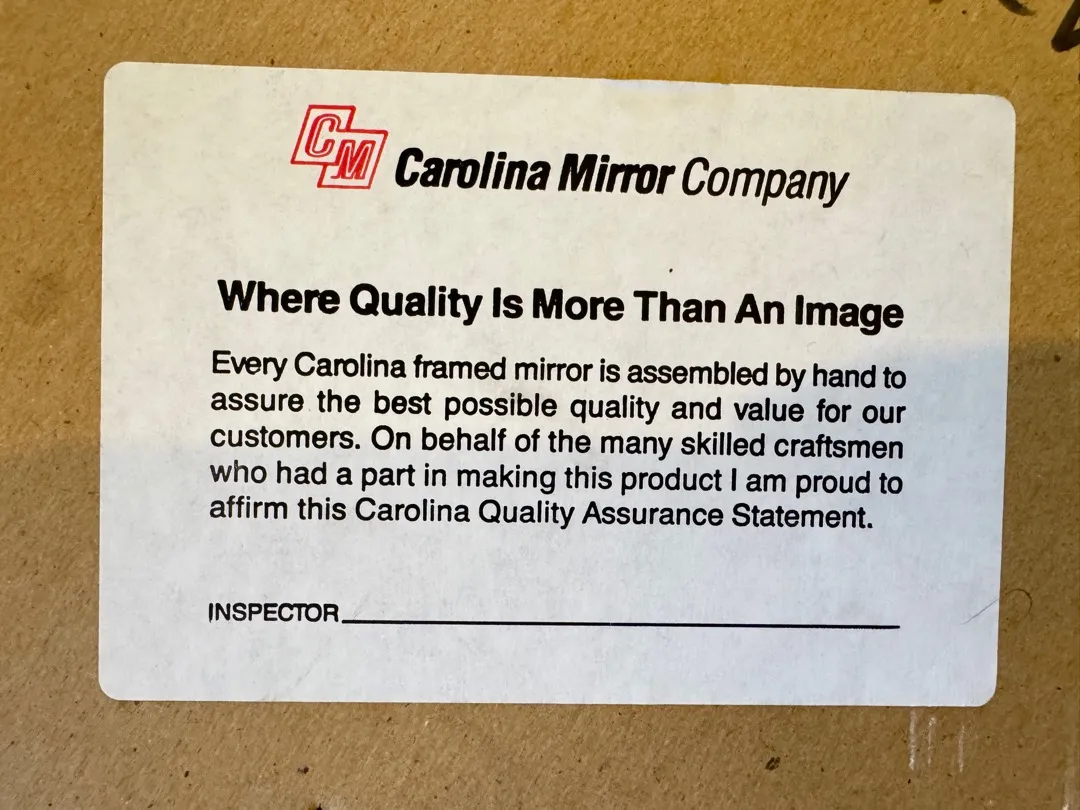 CM Carolina Mirror Company
Where Quality Is More Than An Image
Every Carolina framed mirror is assembled by hand to
assure the best possible quality and value for our
customers. On behalf of the many skilled craftsmen
who had a part in making this product I am proud to
affirm this Carolina Quality Assurance Statement.
INSPECTOR